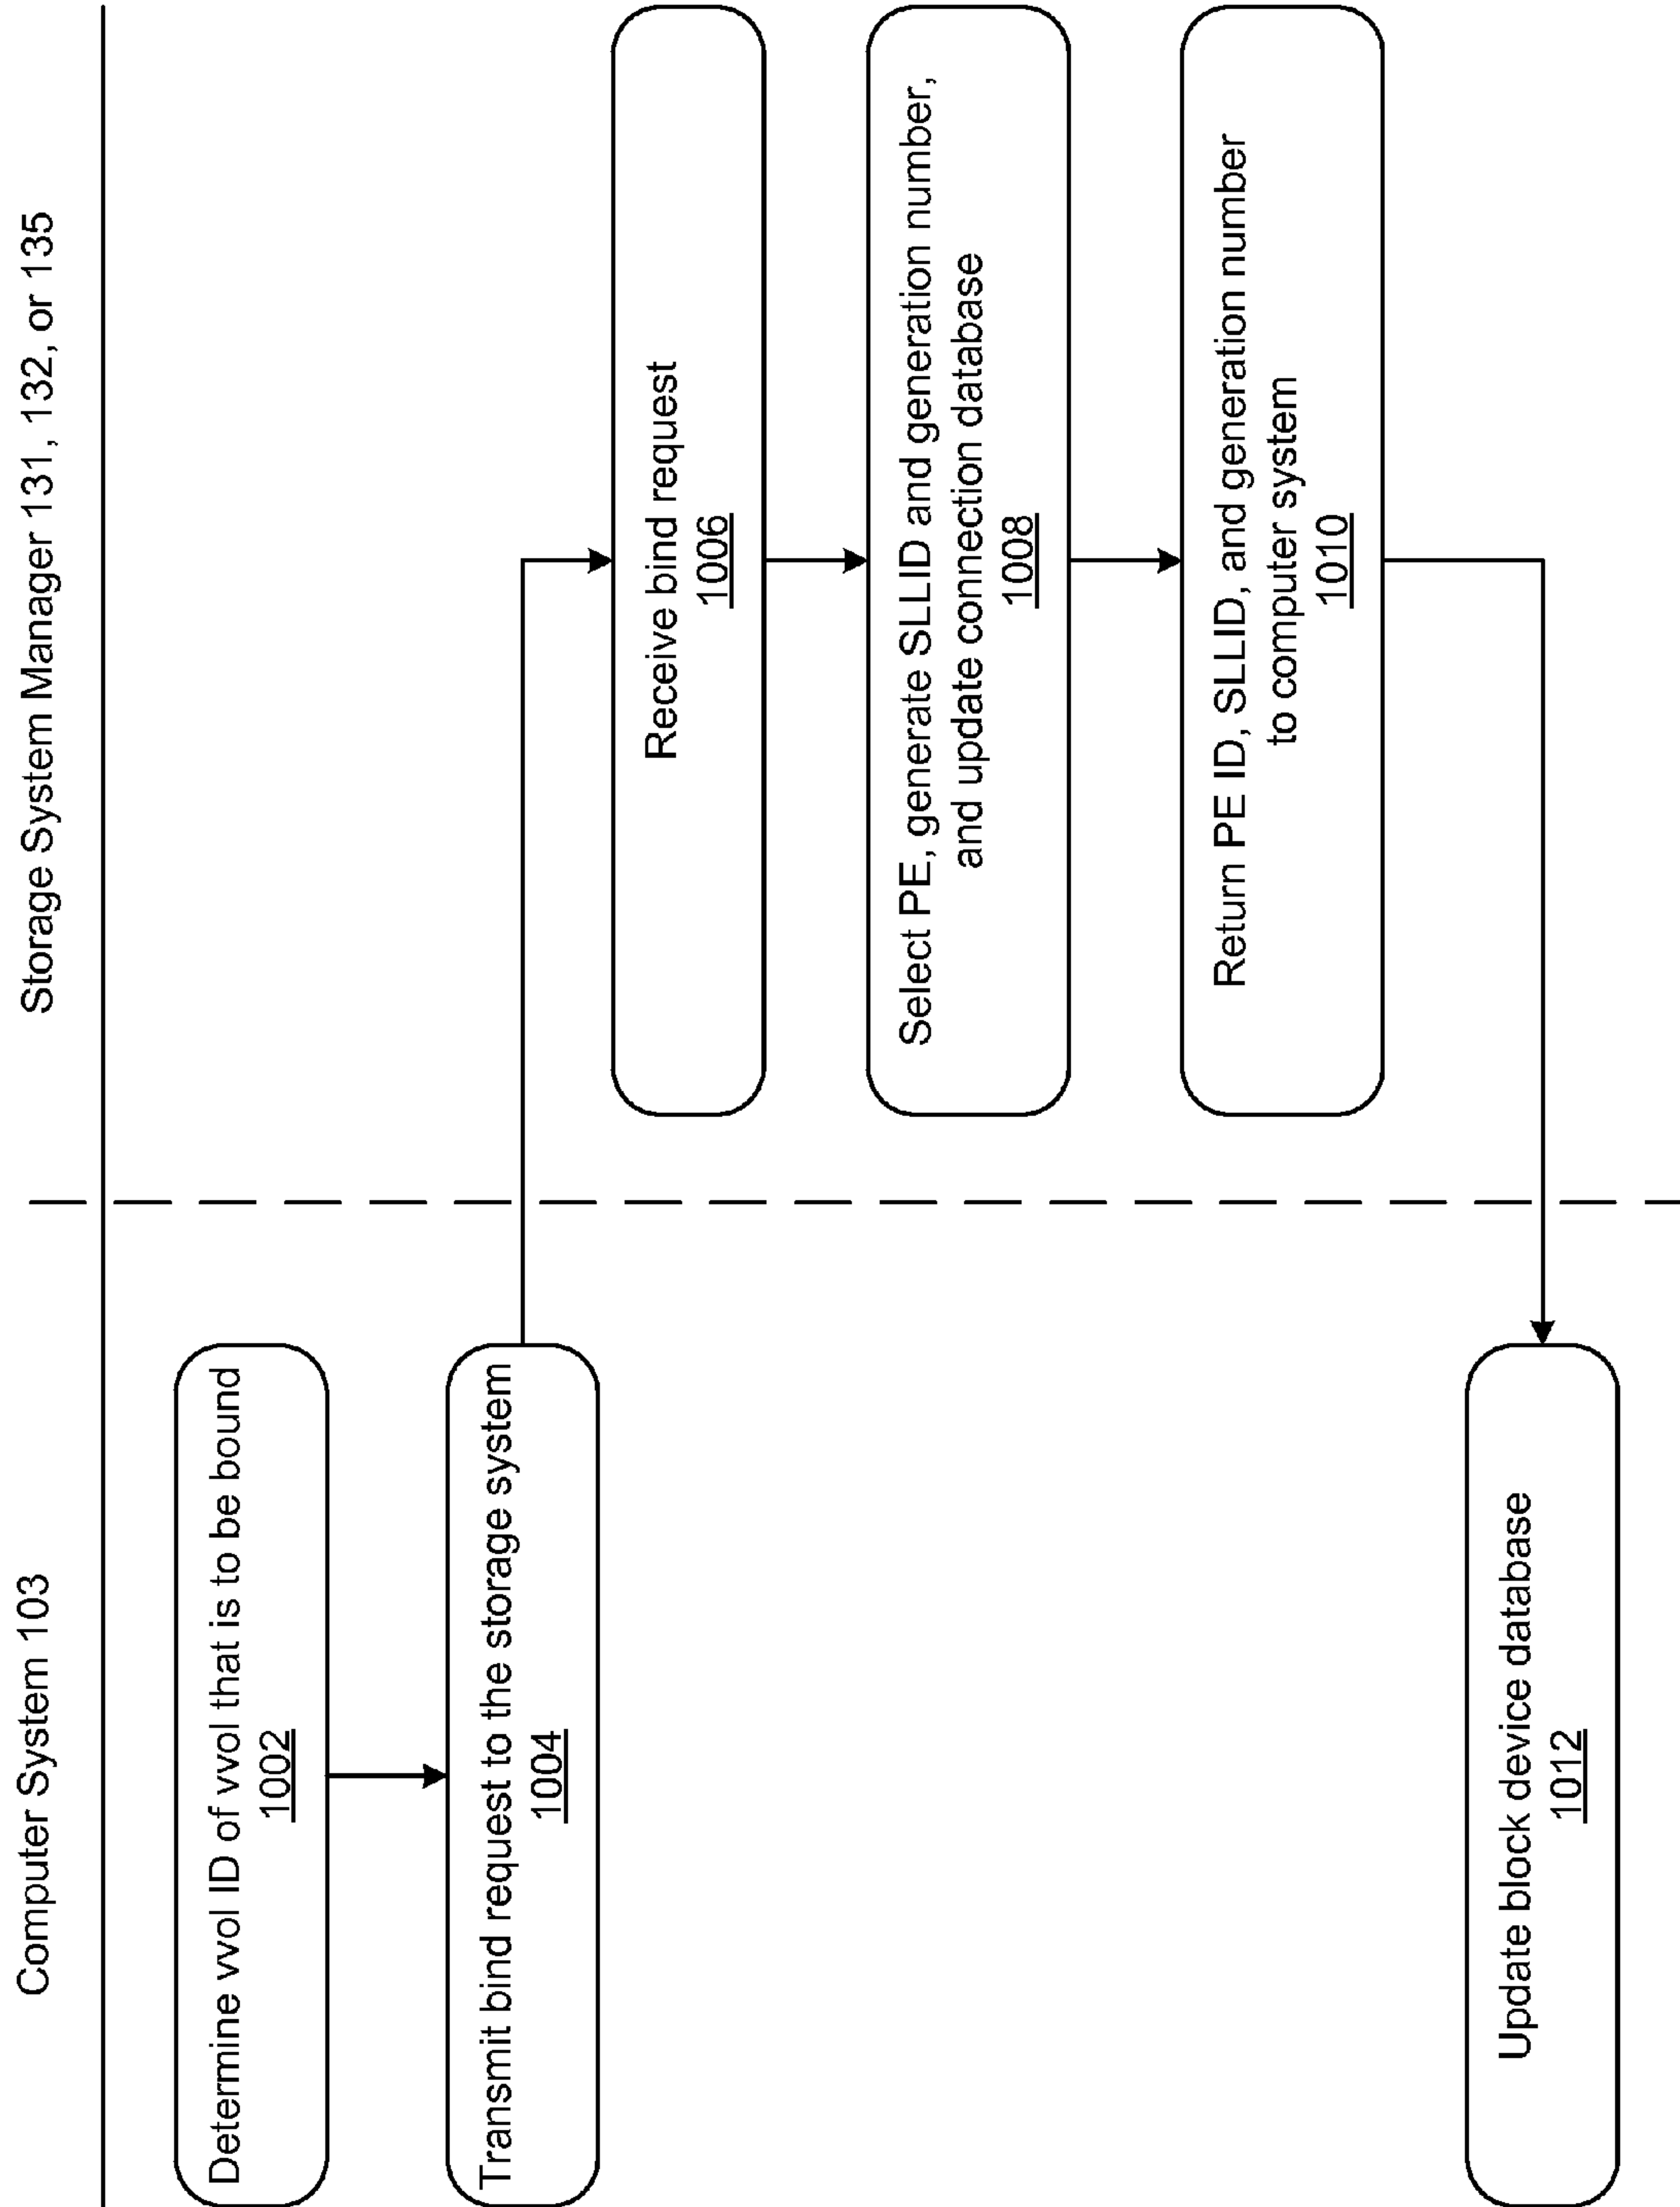 Computer System 103
Storage System Manager 131, 132, or 135
Determine vvol ID of vvol that is to be bound
1002
Transmit bind request to the storage system
1004
Receive bind request
1006
Select PE, generate SLLID and generation number,
and update connection database
1008
Return PE ID, SLLID, and generation number
to computer system
1010
Update block device database
1012